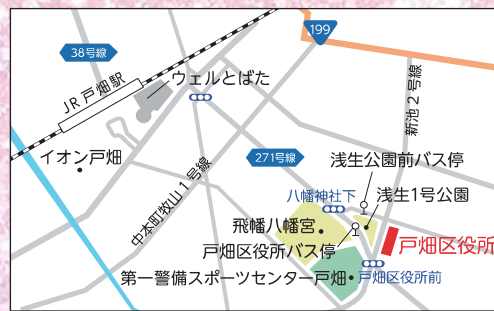 199
38号線
ウェルとばた
JR戸畑駅
新池2号線
イオン戸畑
271号線
浅生公園前バス停
中本町牧山1号線
八幡神社下
浅生1号公園
飛幡八幡宮
戸畑区役所バス停
戸畑区役所
第一警備スポーツセンター戸畑
戸畑区役所前